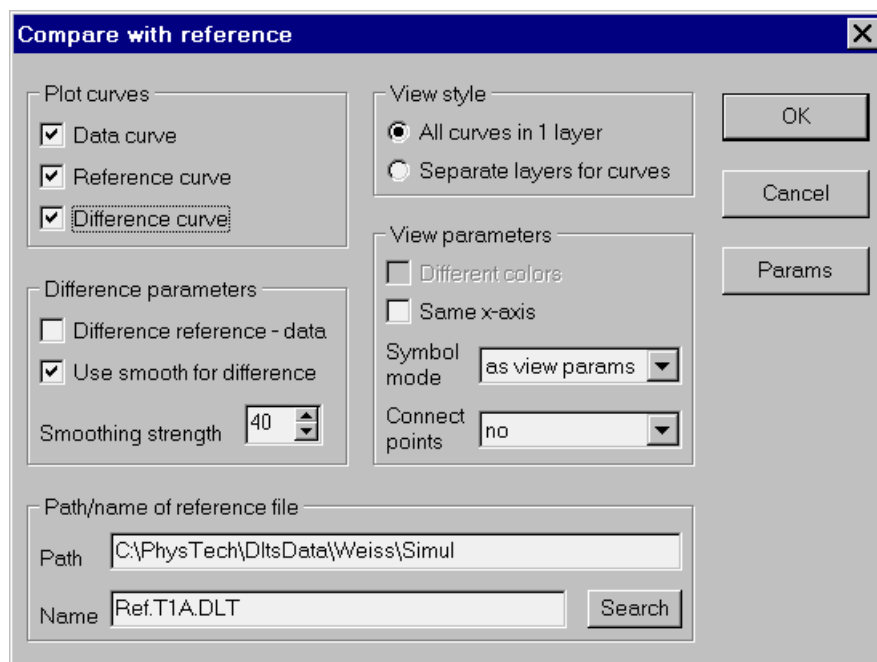 Compare with reference
Plot curves
Data curve
Reference curve
Difference curve
Difference parameters
Difference reference - data
Use smooth for difference
Smoothing strength 40
View style
All curves in 1 layer
Separate layers for curves
View parameters
Different colors
Same x-axis
Symbol
mode
as view params
Connect
points
no
OK
Cancel
Params
Path/name of reference file
Path C:\PhysTech\DltsData\Weiss\Simul
Name Ref.T1A.DLT Search